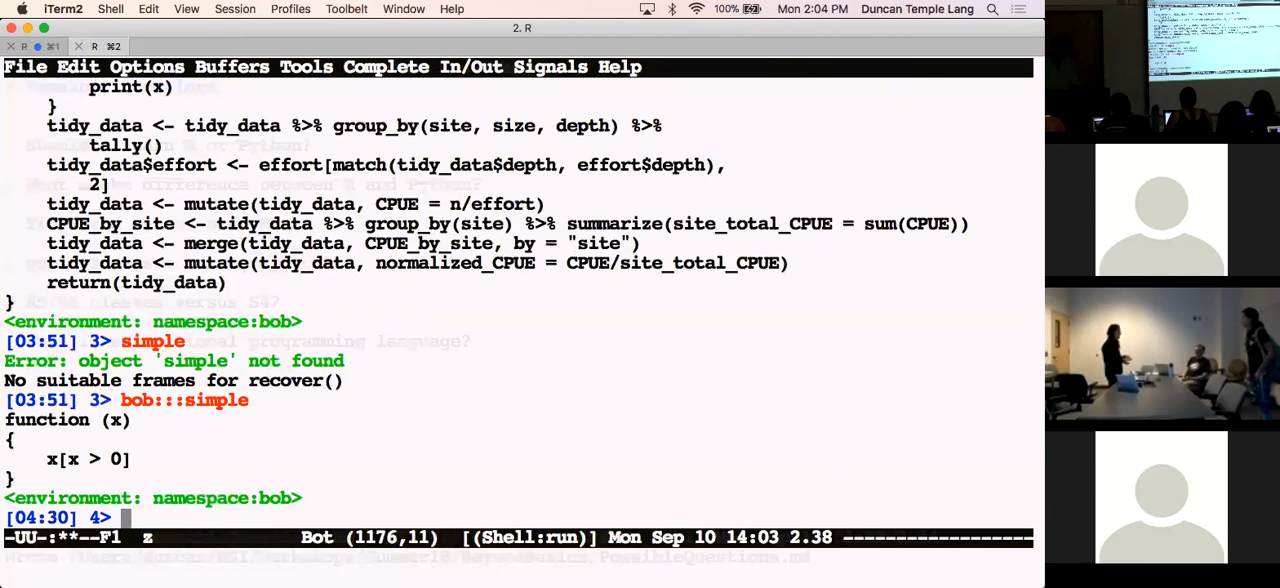 iTerm2 Shell Edit View Session Profiles Toolbelt Window Help 100% Mon 2:04 PM Duncan Temple Lang
2. R
R ⌘1 R ⌘2
File Edit Options Buffers Tools Complete In/Out Signals Help
print(x)
}
tidy_data <- tidy_data %>% group_by(site, size, depth) %>%
tally()
tidy_data$effort <- effort[match(tidy_data$depth, effort$depth),
2]
tidy_data <- mutate(tidy_data, CPUE = n/effort)
CPUE_by_site <- tidy_data %>% group_by(site) %>% summarize(site_total_CPUE = sum(CPUE))
tidy_data <- merge(tidy_data, CPUE_by_site, by = "site")
tidy_data <- mutate(tidy_data, normalized_CPUE = CPUE/site_total_CPUE)
return(tidy_data)
}
<environment: namespace:bob>
[03:51] 3> simple
Error: object 'simple' not found
No suitable frames for recover()
[03:51] 3> bob:::simple
function (x)
{
x[x > 0]
}
<environment: namespace:bob>
[04:30] 4>
-UU-:**--F1 z Bot (1176,11) [(Shell:run)] Mon Sep 10 14:03 2.38 ------------------